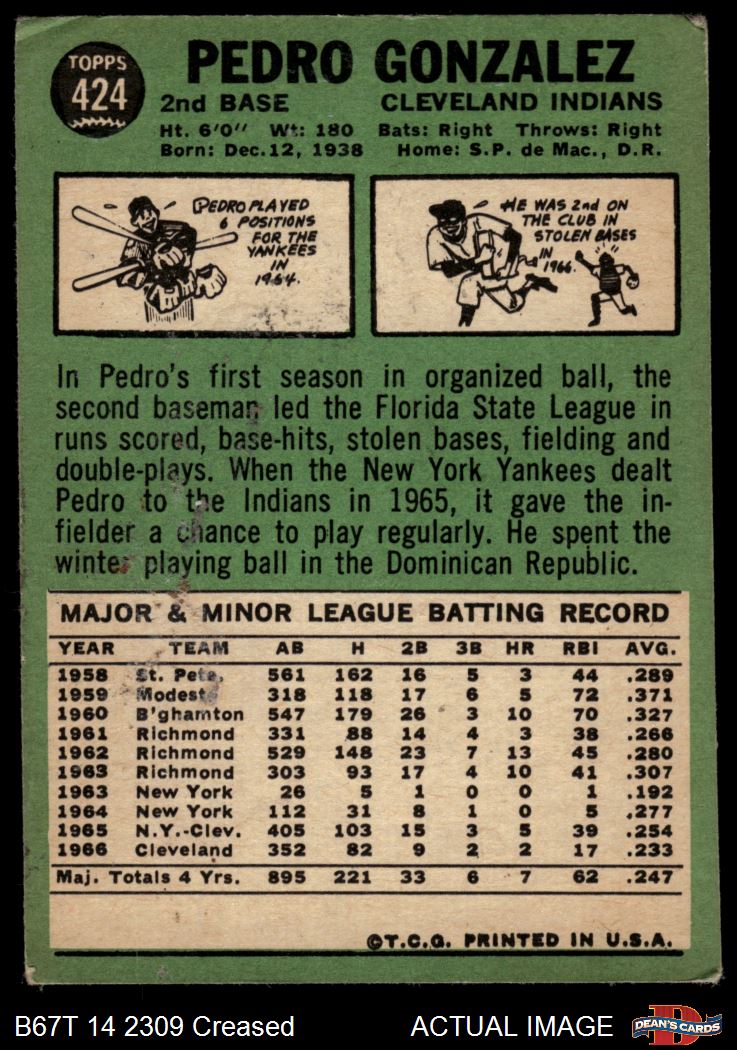 TOPPS
424
PEDRO GONZALEZ
2nd BASE CLEVELAND INDIANS
Ht. 6'0" Wt: 180 Bats: Right Throws: Right
Born: Dec.12, 1938 Home: S.P. de Mac., D.R.
PEDRO PLAYED
6 POSITIONS
FOR THE
YANKEES
IN
1964.
HE WAS 2nd ON
THE CLUB IN
STOLEN BASES
IN
1966.
In Pedro's first season in organized ball, the
second baseman led the Florida State League in
runs scored, base-hits, stolen bases, fielding and
double-plays. When the New York Yankees dealt
Pedro to the Indians in 1965, it gave the in-
fielder a chance to play regularly. He spent the
winter playing ball in the Dominican Republic.
MAJOR & MINOR LEAGUE BATTING RECORD
YEAR TEAM AB H 2B 3B HR RBI AVG.
1958 St. Pete. 561 162 16 5 3 44 .289
1959 Modesto 318 118 17 6 5 72 .371
1960 B'ghamton 547 179 26 3 10 70 .327
1961 Richmond 331 88 14 4 3 38 .266
1962 Richmond 529 148 23 7 13 45 .280
1963 Richmond 303 93 17 4 10 41 .307
1963 New York 26 5 1 0 0 1 .192
1964 New York 112 31 8 1 0 5 .277
1965 N.Y.-Clev. 405 103 15 3 5 39 .254
1966 Cleveland 352 82 9 2 2 17 .233
Maj. Totals 4 Yrs. 895 221 33 6 7 62 .247
©T.C.G. PRINTED IN U.S.A.
B67T 14 2309 Creased ACTUAL IMAGE
D
DEAN'S CARDS